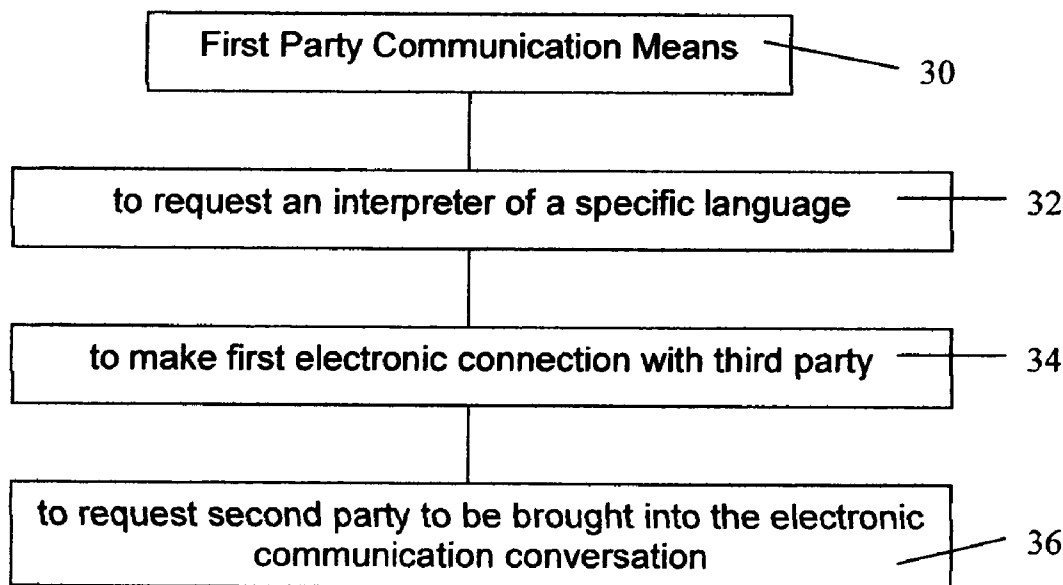 First Party Communication Means
30
to request an interpreter of a specific language
32
to make first electronic connection with third party
34
to request second party to be brought into the electronic
communication conversation
36